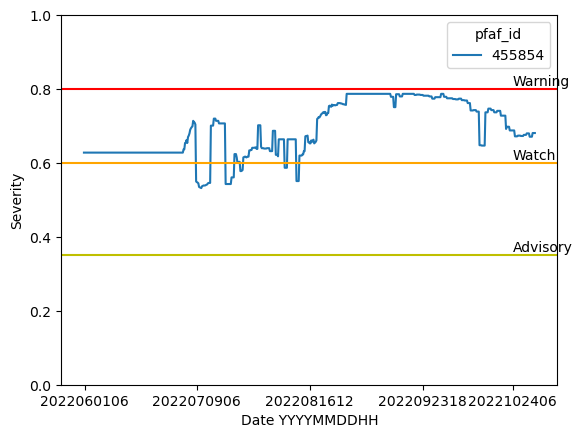 1.0
pfaf_id
455854
0.8
Warning
0.6
Watch
Severity
0.4
Advisory
0.2
0.0
2022060106 2022070906 2022081612 2022092318 2022102406
Date YYYYMMDDHH